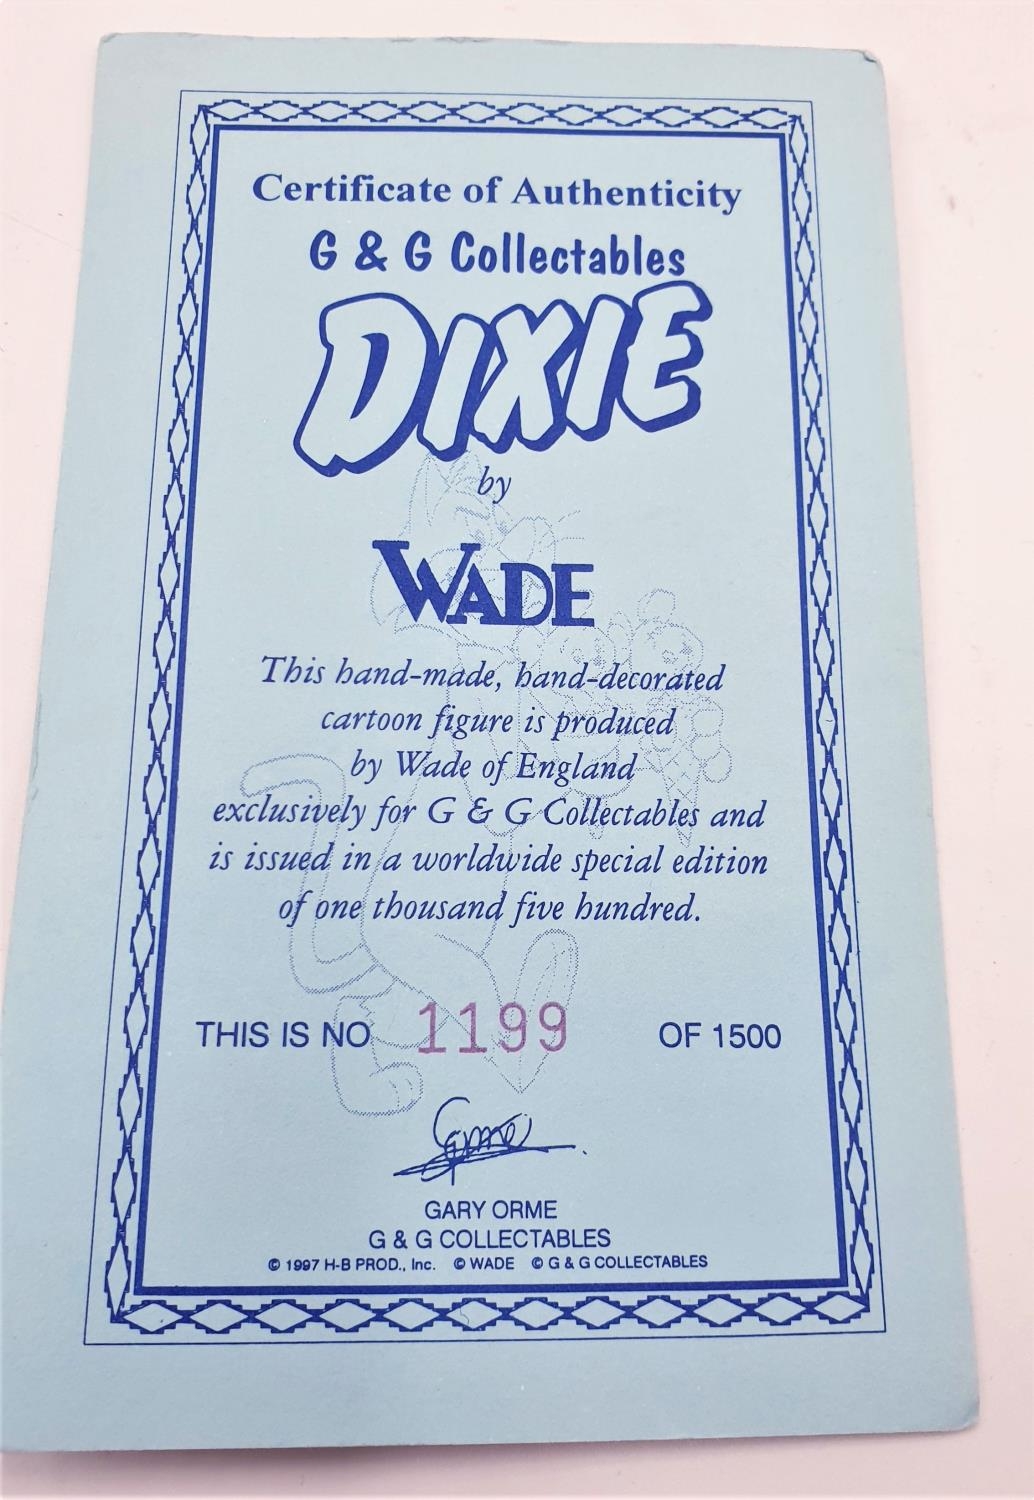 Certificate of Authenticity
G & G Collectables
DIXIE
by
WADE
This hand-made, hand-decorated
cartoon figure is produced
by Wade of England
exclusively for G & G Collectables and
is issued in a worldwide special edition
of one thousand five hundred.
THIS IS NO 1199 OF 1500
GOrme
GARY ORME
G & G COLLECTABLES
© 1997 H-B PROD., Inc. © WADE © G & G COLLECTABLES